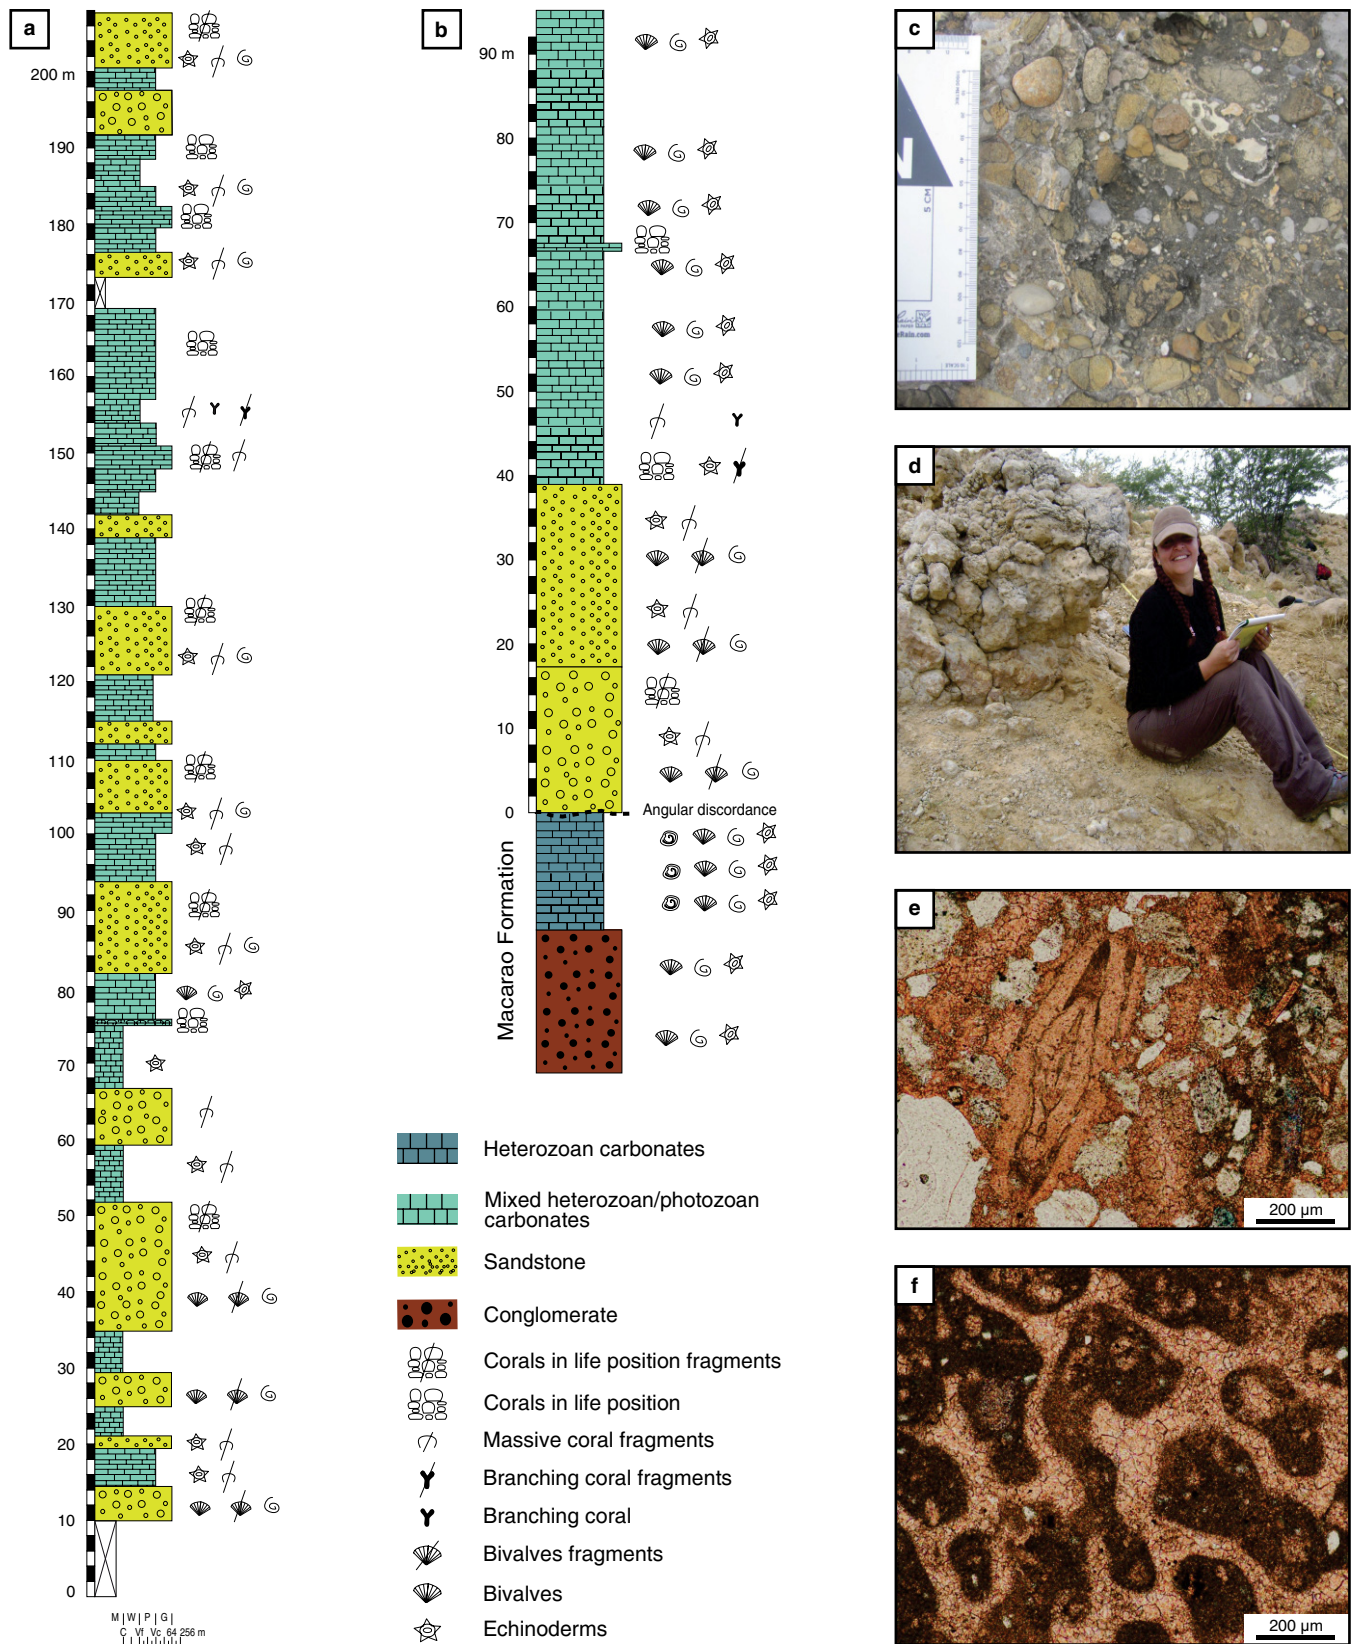 a
200 m
190
180
170
160
150
140
130
120
110
100
90
80
70
60
50
40
30
20
10
0
M W P G
C Vf Vc 64 256 m
b
90 m
80
70
60
50
40
30
20
10
0
Angular discordance
Macarao Formation
Heterozoan carbonates
Mixed heterozoan/photozoan
carbonates
Sandstone
Conglomerate
Corals in life position fragments
Corals in life position
Massive coral fragments
Branching coral fragments
Branching coral
Bivalves fragments
Bivalves
Echinoderms
c
5 CM
d
e
200 µm
f
200 µm